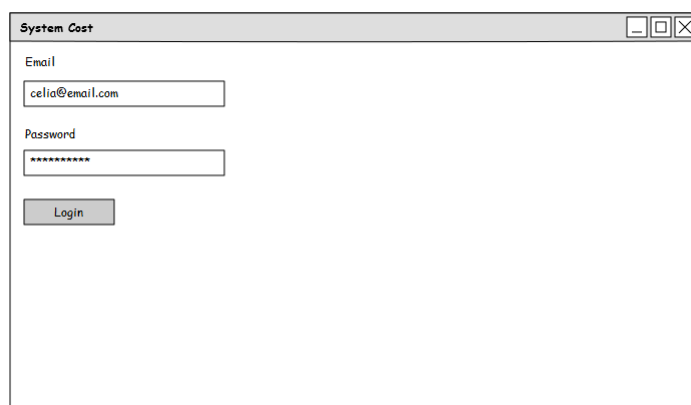 System Cost
Email
celia@email.com
Password
**********
Login